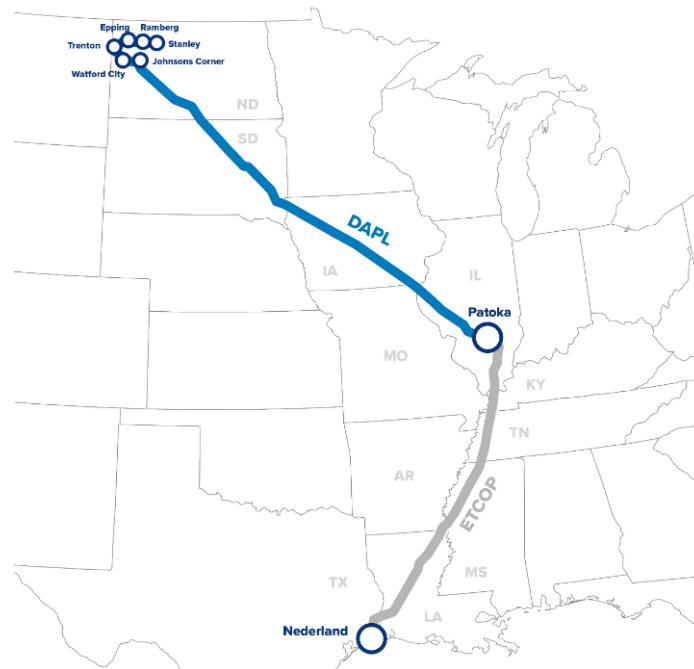 Epping
Ramberg
Trenton
Stanley
Watford City
Johnsons Corner
ND
SD
DAPL
IA
IL
Patoka
MO
KY
TN
AR
ETCOP
MS
TX
LA
Nederland